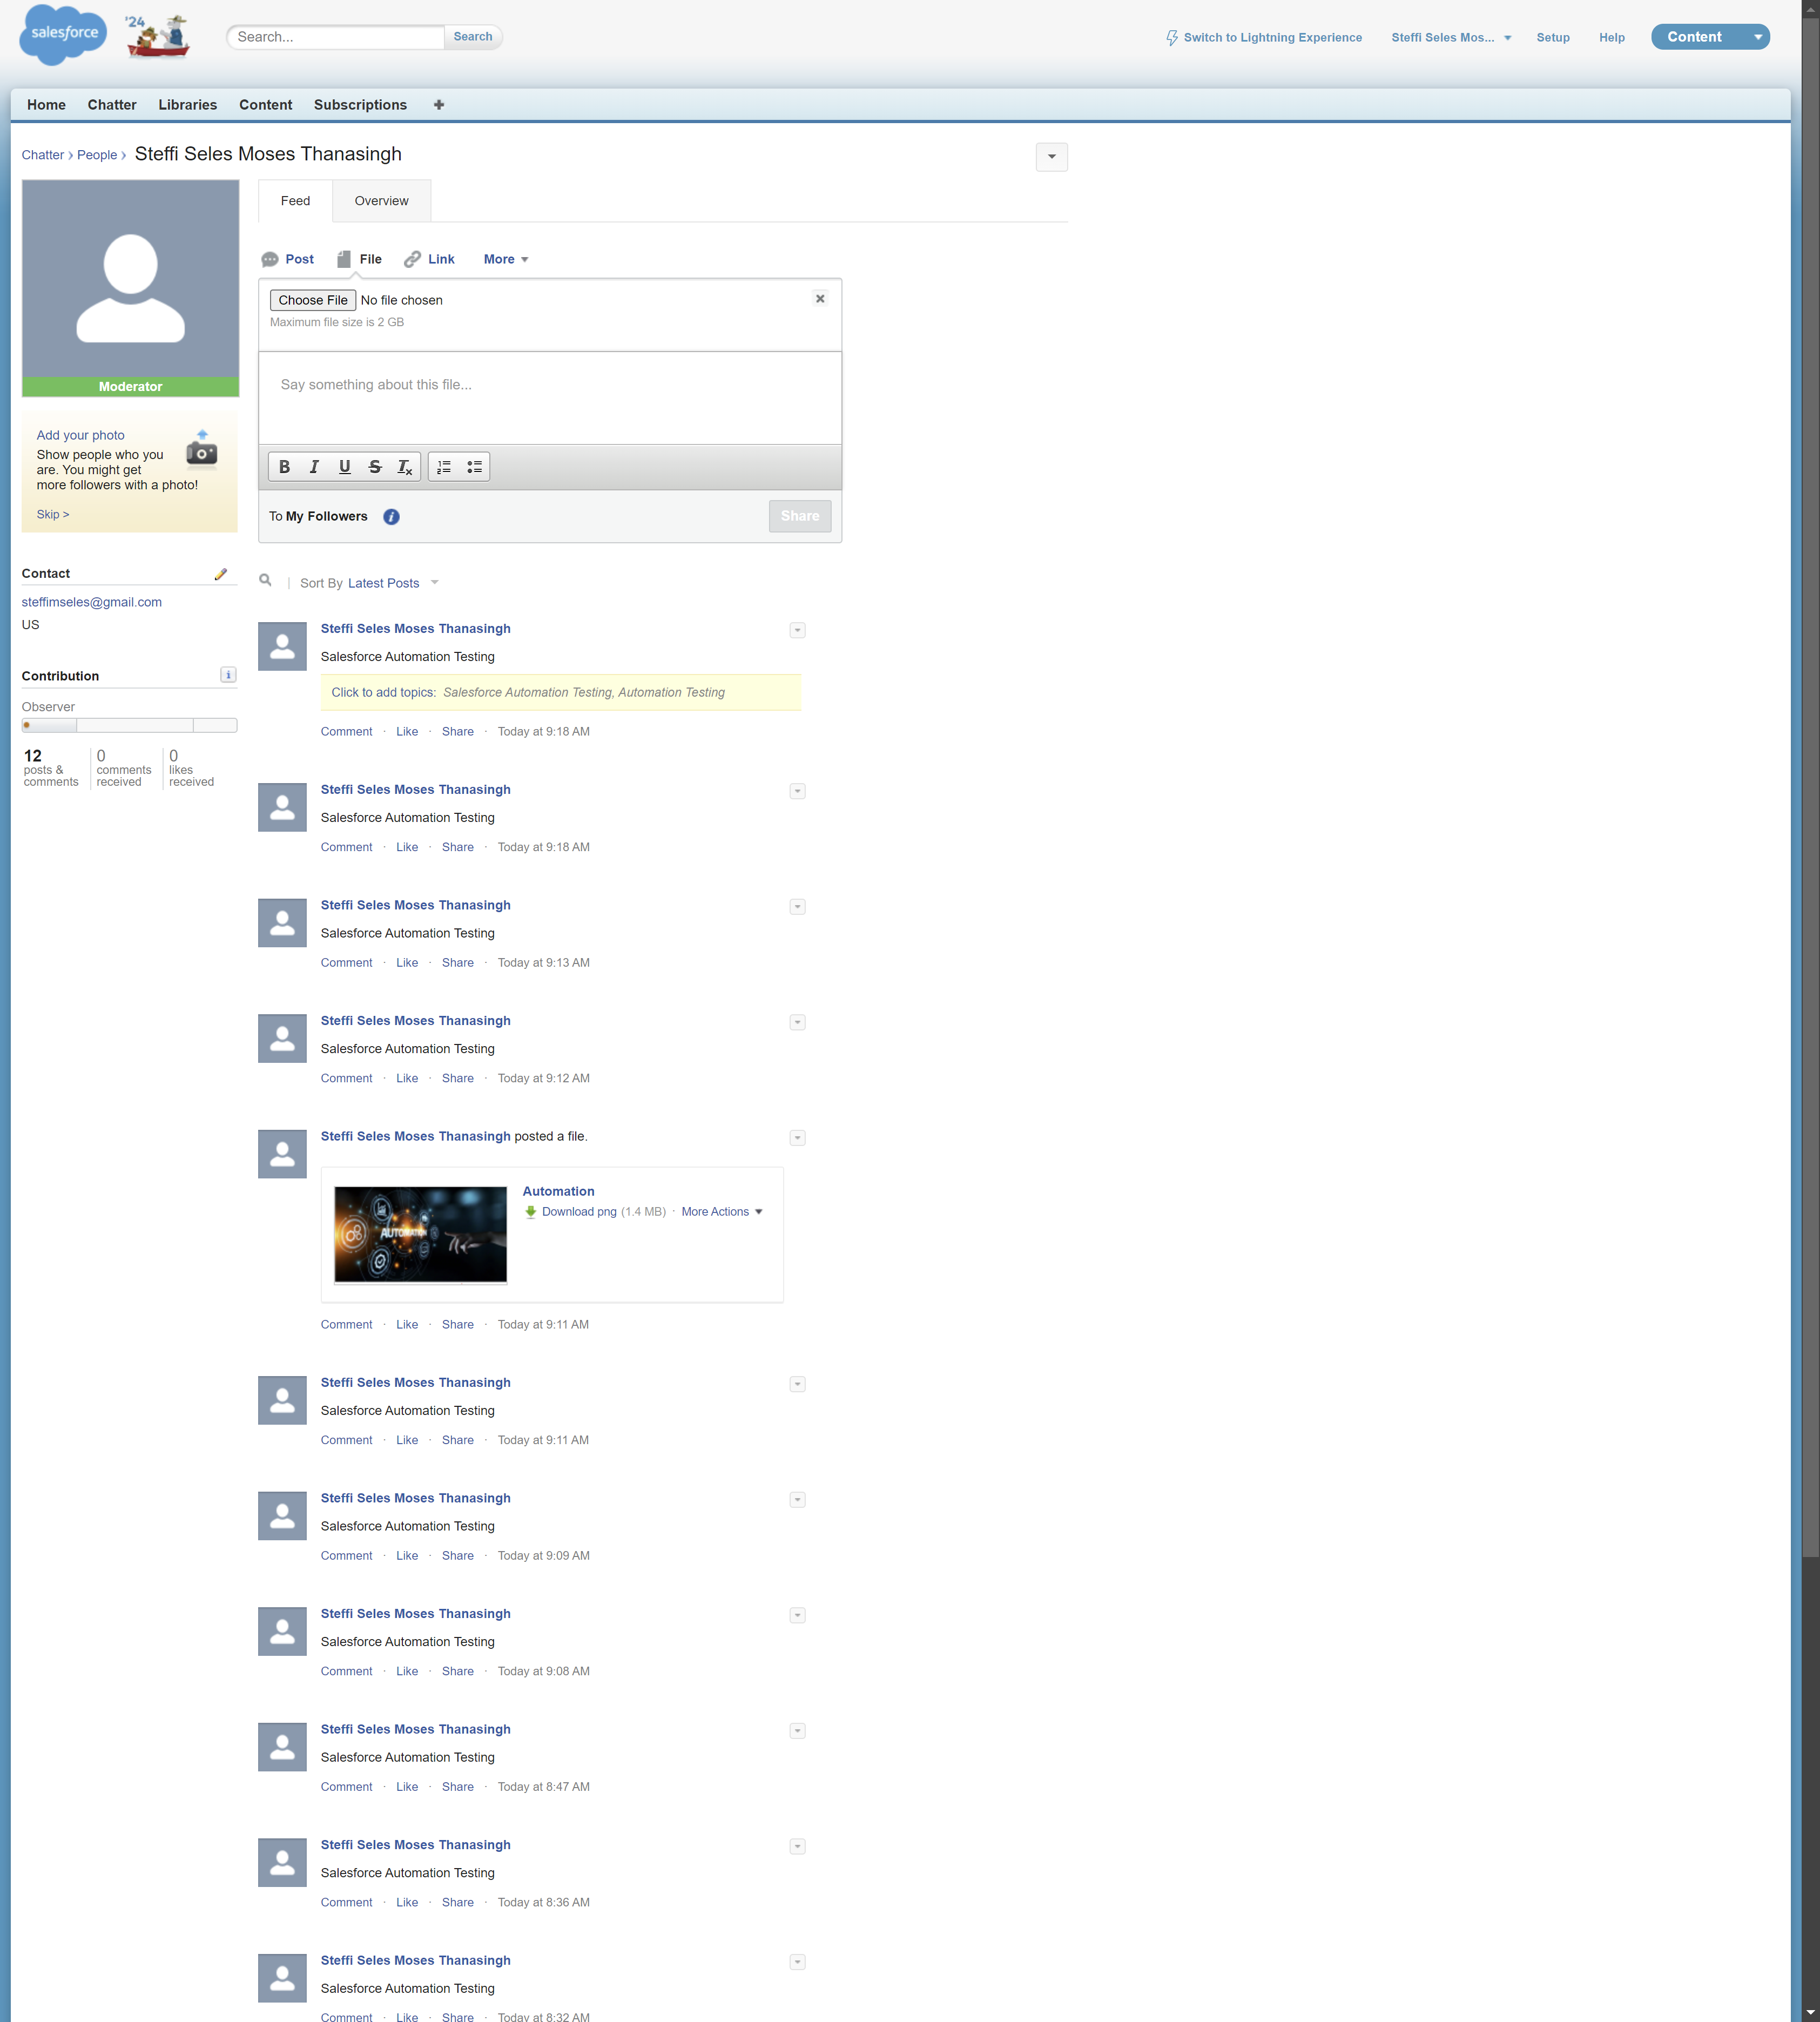 salesforce
'24
Search...
Search
Switch to Lightning Experience
Steffi Seles Mos...
Setup
Help
Content
Home
Chatter
Libraries
Content
Subscriptions
Chatter › People › Steffi Seles Moses Thanasingh
Moderator
Add your photo
Show people who you
are. You might get
more followers with a photo!
Skip >
Contact
steffimseles@gmail.com
US
Contribution
Observer
12
posts &
comments
0
comments
received
0
likes
received
Feed
Overview
Post
File
Link
More
Choose File No file chosen
Maximum file size is 2 GB
Say something about this file...
To My Followers
Share
Sort By Latest Posts
Steffi Seles Moses Thanasingh
Salesforce Automation Testing
Click to add topics: Salesforce Automation Testing, Automation Testing
Comment · Like · Share · Today at 9:18 AM
Steffi Seles Moses Thanasingh
Salesforce Automation Testing
Comment · Like · Share · Today at 9:18 AM
Steffi Seles Moses Thanasingh
Salesforce Automation Testing
Comment · Like · Share · Today at 9:13 AM
Steffi Seles Moses Thanasingh
Salesforce Automation Testing
Comment · Like · Share · Today at 9:12 AM
Steffi Seles Moses Thanasingh posted a file.
AUTOMATION
Automation
Download png (1.4 MB) · More Actions
Comment · Like · Share · Today at 9:11 AM
Steffi Seles Moses Thanasingh
Salesforce Automation Testing
Comment · Like · Share · Today at 9:11 AM
Steffi Seles Moses Thanasingh
Salesforce Automation Testing
Comment · Like · Share · Today at 9:09 AM
Steffi Seles Moses Thanasingh
Salesforce Automation Testing
Comment · Like · Share · Today at 9:08 AM
Steffi Seles Moses Thanasingh
Salesforce Automation Testing
Comment · Like · Share · Today at 8:47 AM
Steffi Seles Moses Thanasingh
Salesforce Automation Testing
Comment · Like · Share · Today at 8:36 AM
Steffi Seles Moses Thanasingh
Salesforce Automation Testing
Comment · Like · Share · Today at 8:32 AM